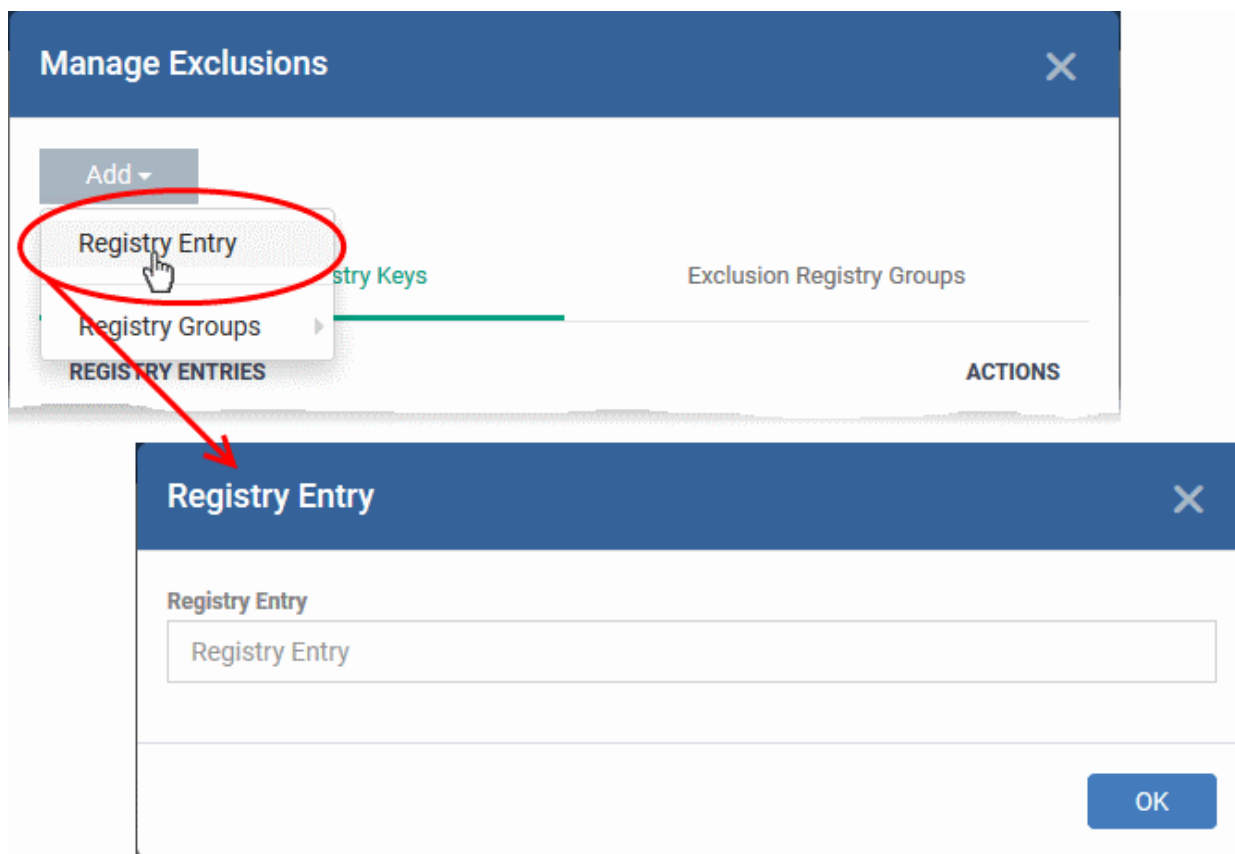 Manage Exclusions
Add
Registry Entry
stry Keys
Exclusion Registry Groups
Registry Groups
REGISTRY ENTRIES
ACTIONS
Registry Entry
Registry Entry
Registry Entry
OK